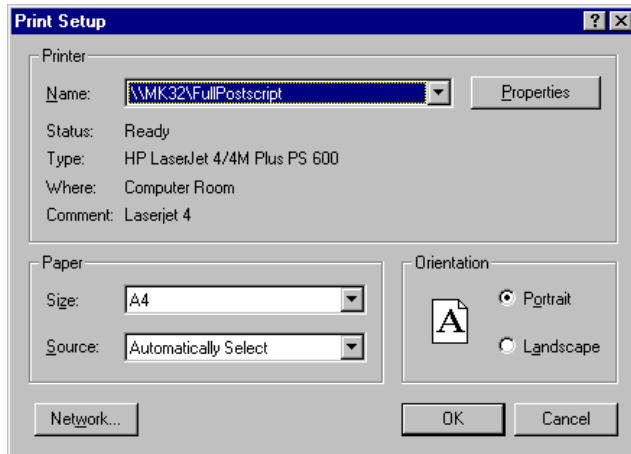 Print Setup
Printer
Name: \\MK32\FullPostscript Properties
Status: Ready
Type: HP LaserJet 4/4M Plus PS 600
Where: Computer Room
Comment: Laserjet 4
Paper
Size: A4
Source: Automatically Select
Orientation
A
Portrait
Landscape
Network... OK Cancel